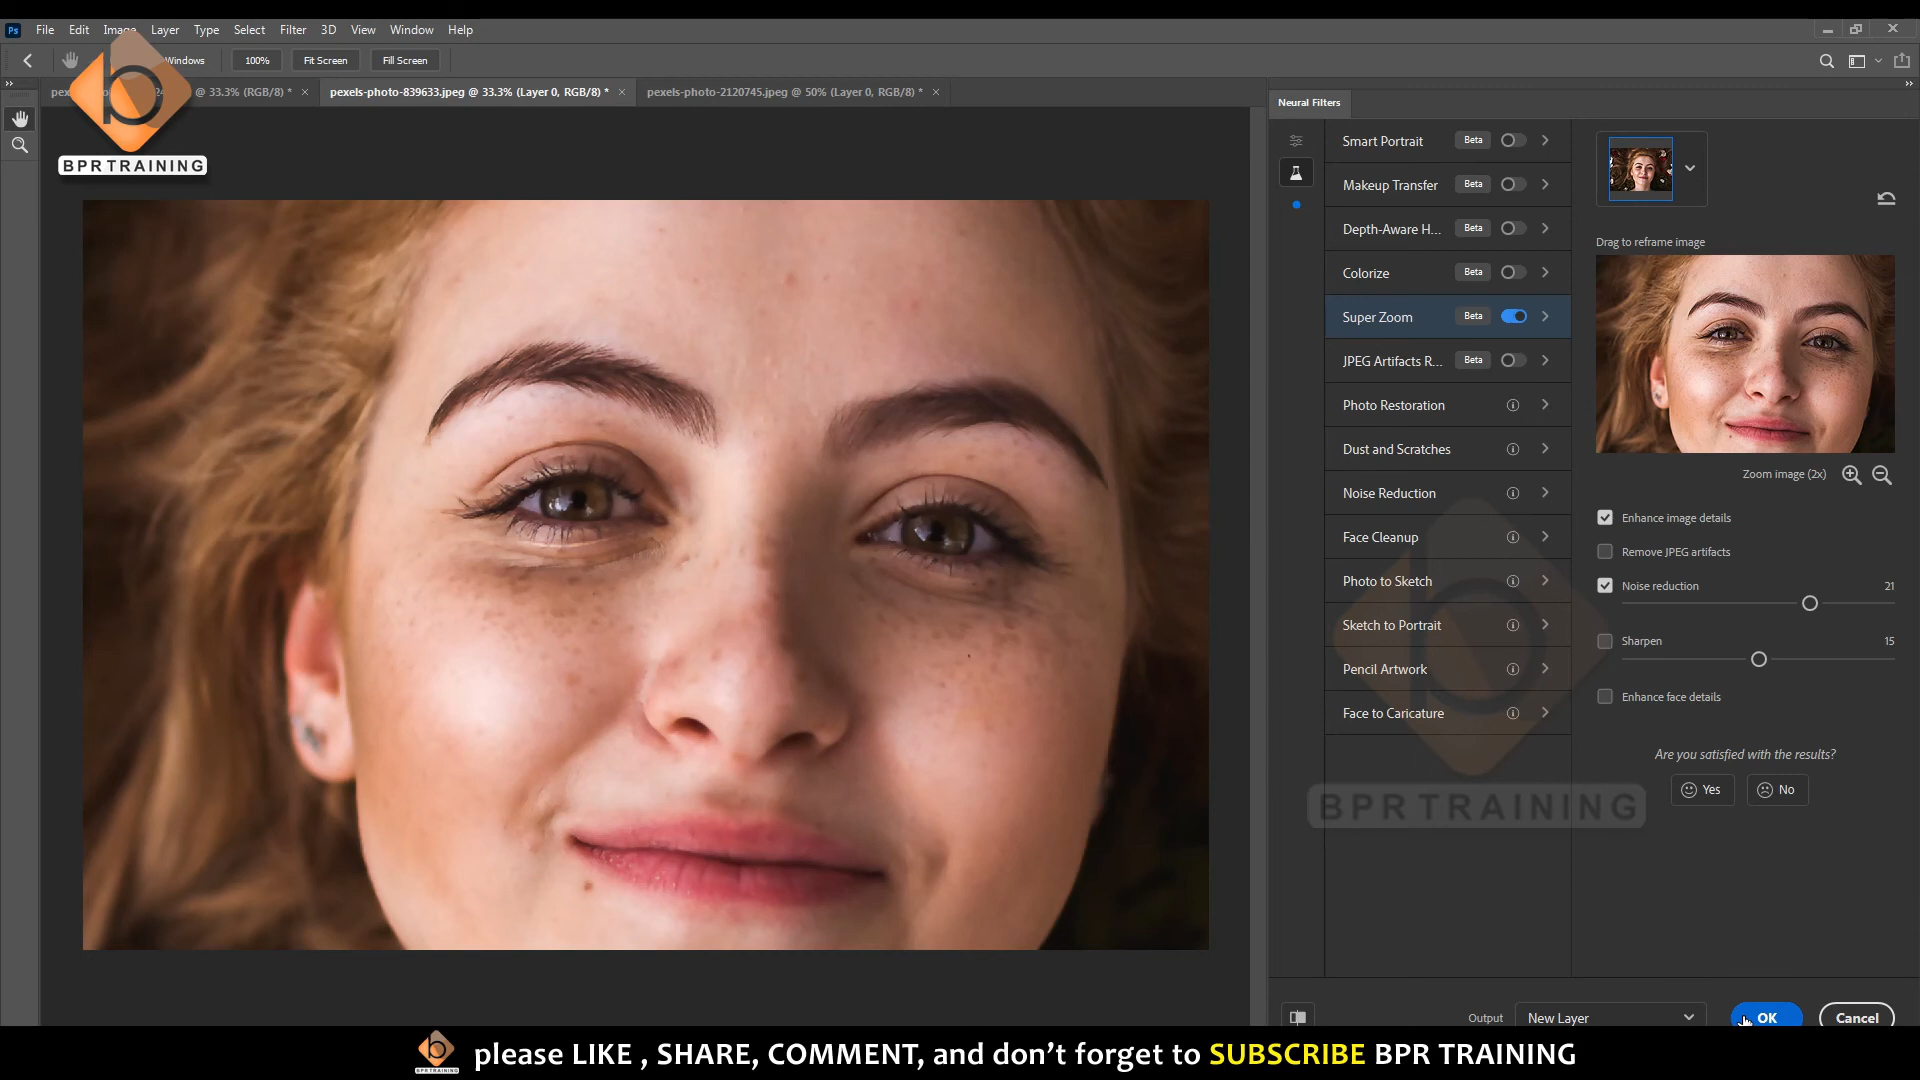 Ps File Edit Image Layer Type Select Filter 3D View Window Help
Windows 100% Fit Screen Fill Screen
@ 33.3% (RGB/8) * × pexels-photo-839633.jpeg @ 33.3% (Layer 0, RGB/8) * × pexels-photo-2120745.jpeg @ 50% (Layer 0, RGB/8) * ×
BPR TRAINING
Neural Filters
Smart Portrait Beta
Makeup Transfer Beta
Depth-Aware H... Beta
Colorize Beta
Super Zoom Beta
JPEG Artifacts R... Beta
Photo Restoration
Dust and Scratches
Noise Reduction
Face Cleanup
Photo to Sketch
Sketch to Portrait
Pencil Artwork
Face to Caricature
BPR TRAINING
Drag to reframe image
Zoom image (2x)
Enhance image details
Remove JPEG artifacts
Noise reduction 21
Sharpen 15
Enhance face details
Are you satisfied with the results?
Yes No
Output New Layer OK Cancel
BPR TRAINING
please LIKE , SHARE, COMMENT, and don't forget to SUBSCRIBE BPR TRAINING